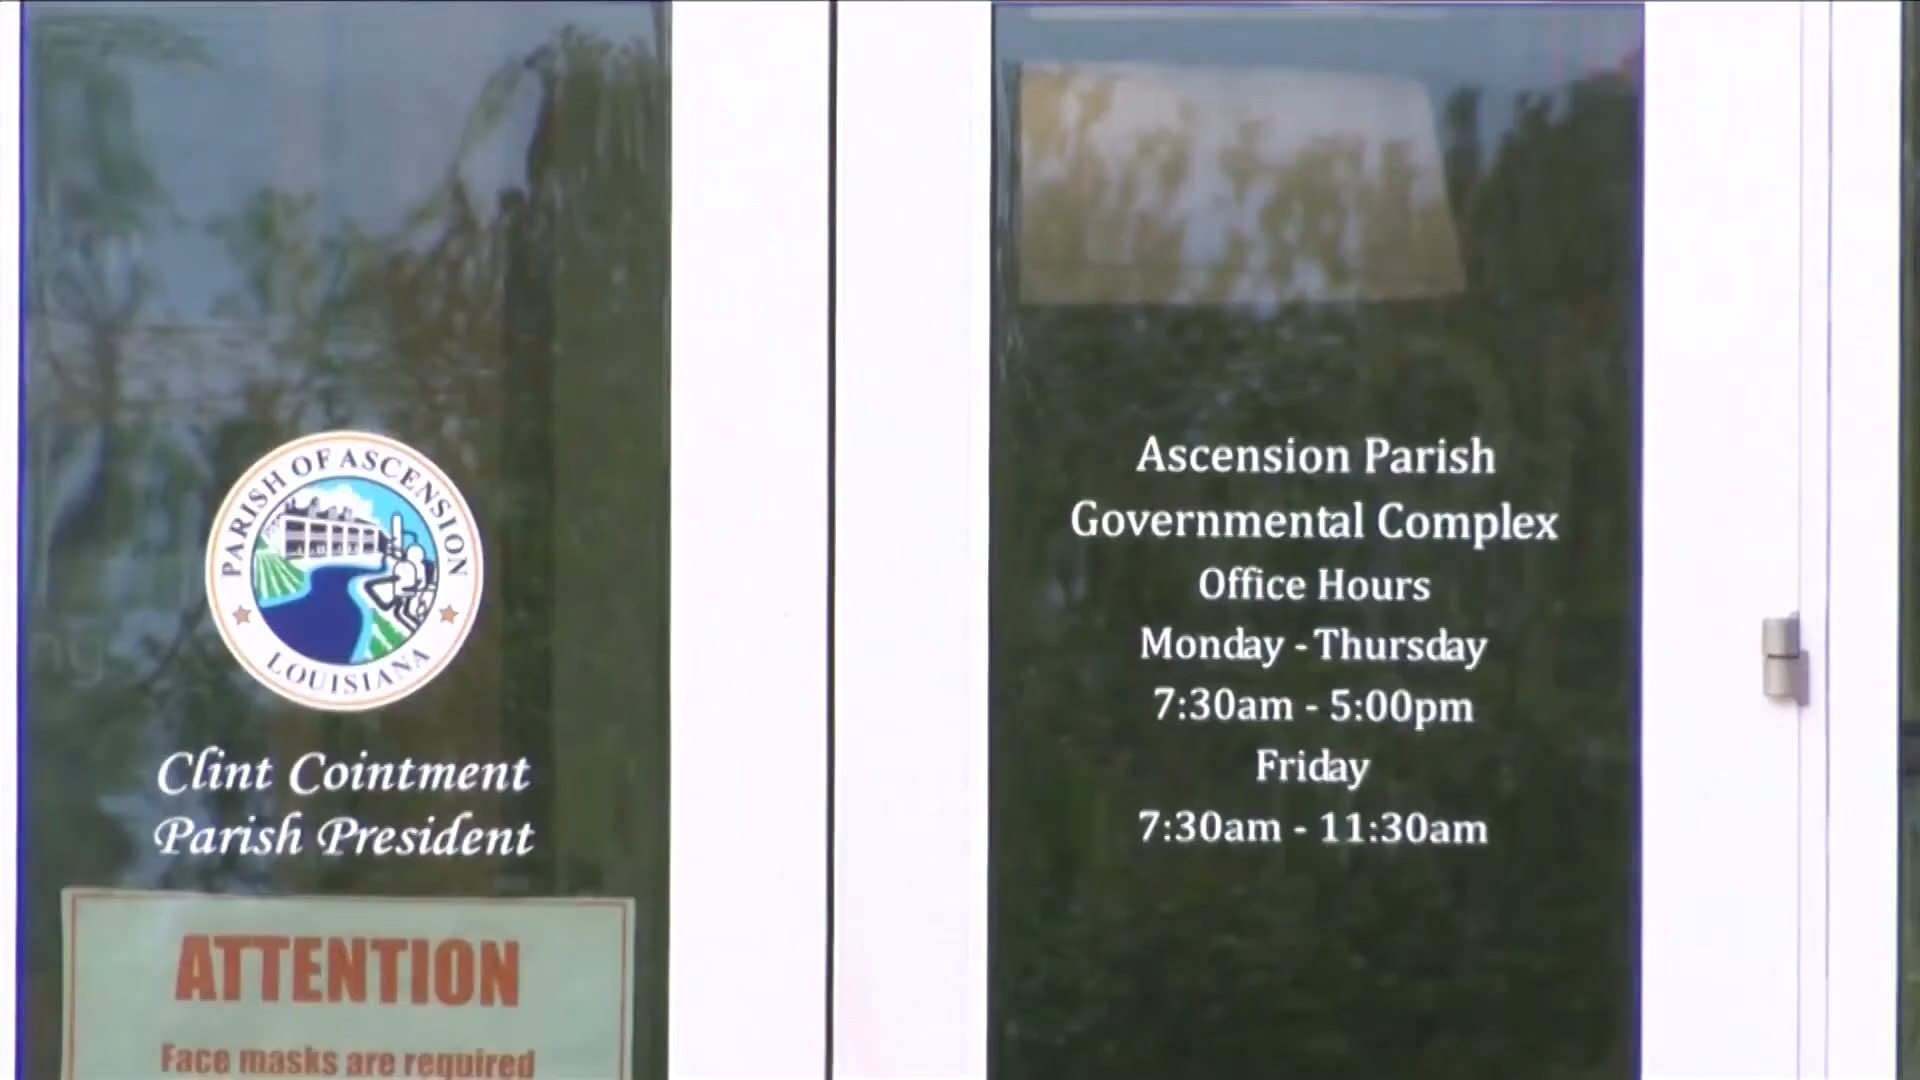 PARISH OF ASCENSION
LOUISIANA
Clint Cointment
Parish President
ATTENTION
Face masks are required
Ascension Parish
Governmental Complex
Office Hours
Monday - Thursday
7:30am - 5:00pm
Friday
7:30am - 11:30am